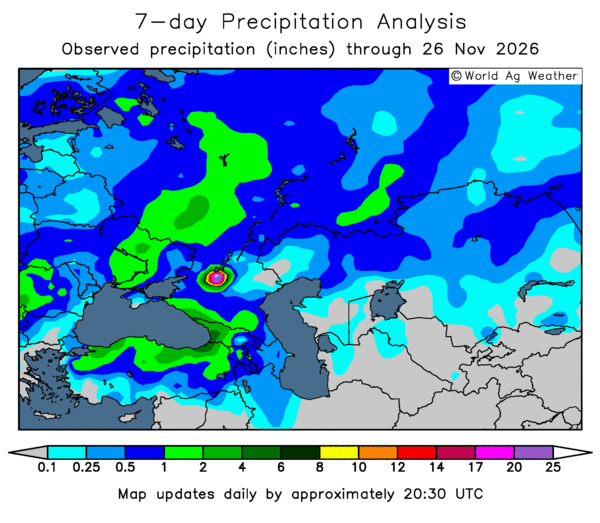 7-day Precipitation Analysis
Observed precipitation (inches) through 26 Nov 2026
©World Ag Weather
0.1 0.25 0.5 1 2 4 6 8 10 12 14 17 20 25
Map updates daily by approximately 20:30 UTC